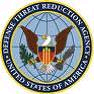 DEFENSE THREAT REDUCTION AGENCY
UNITED STATES OF AMERICA